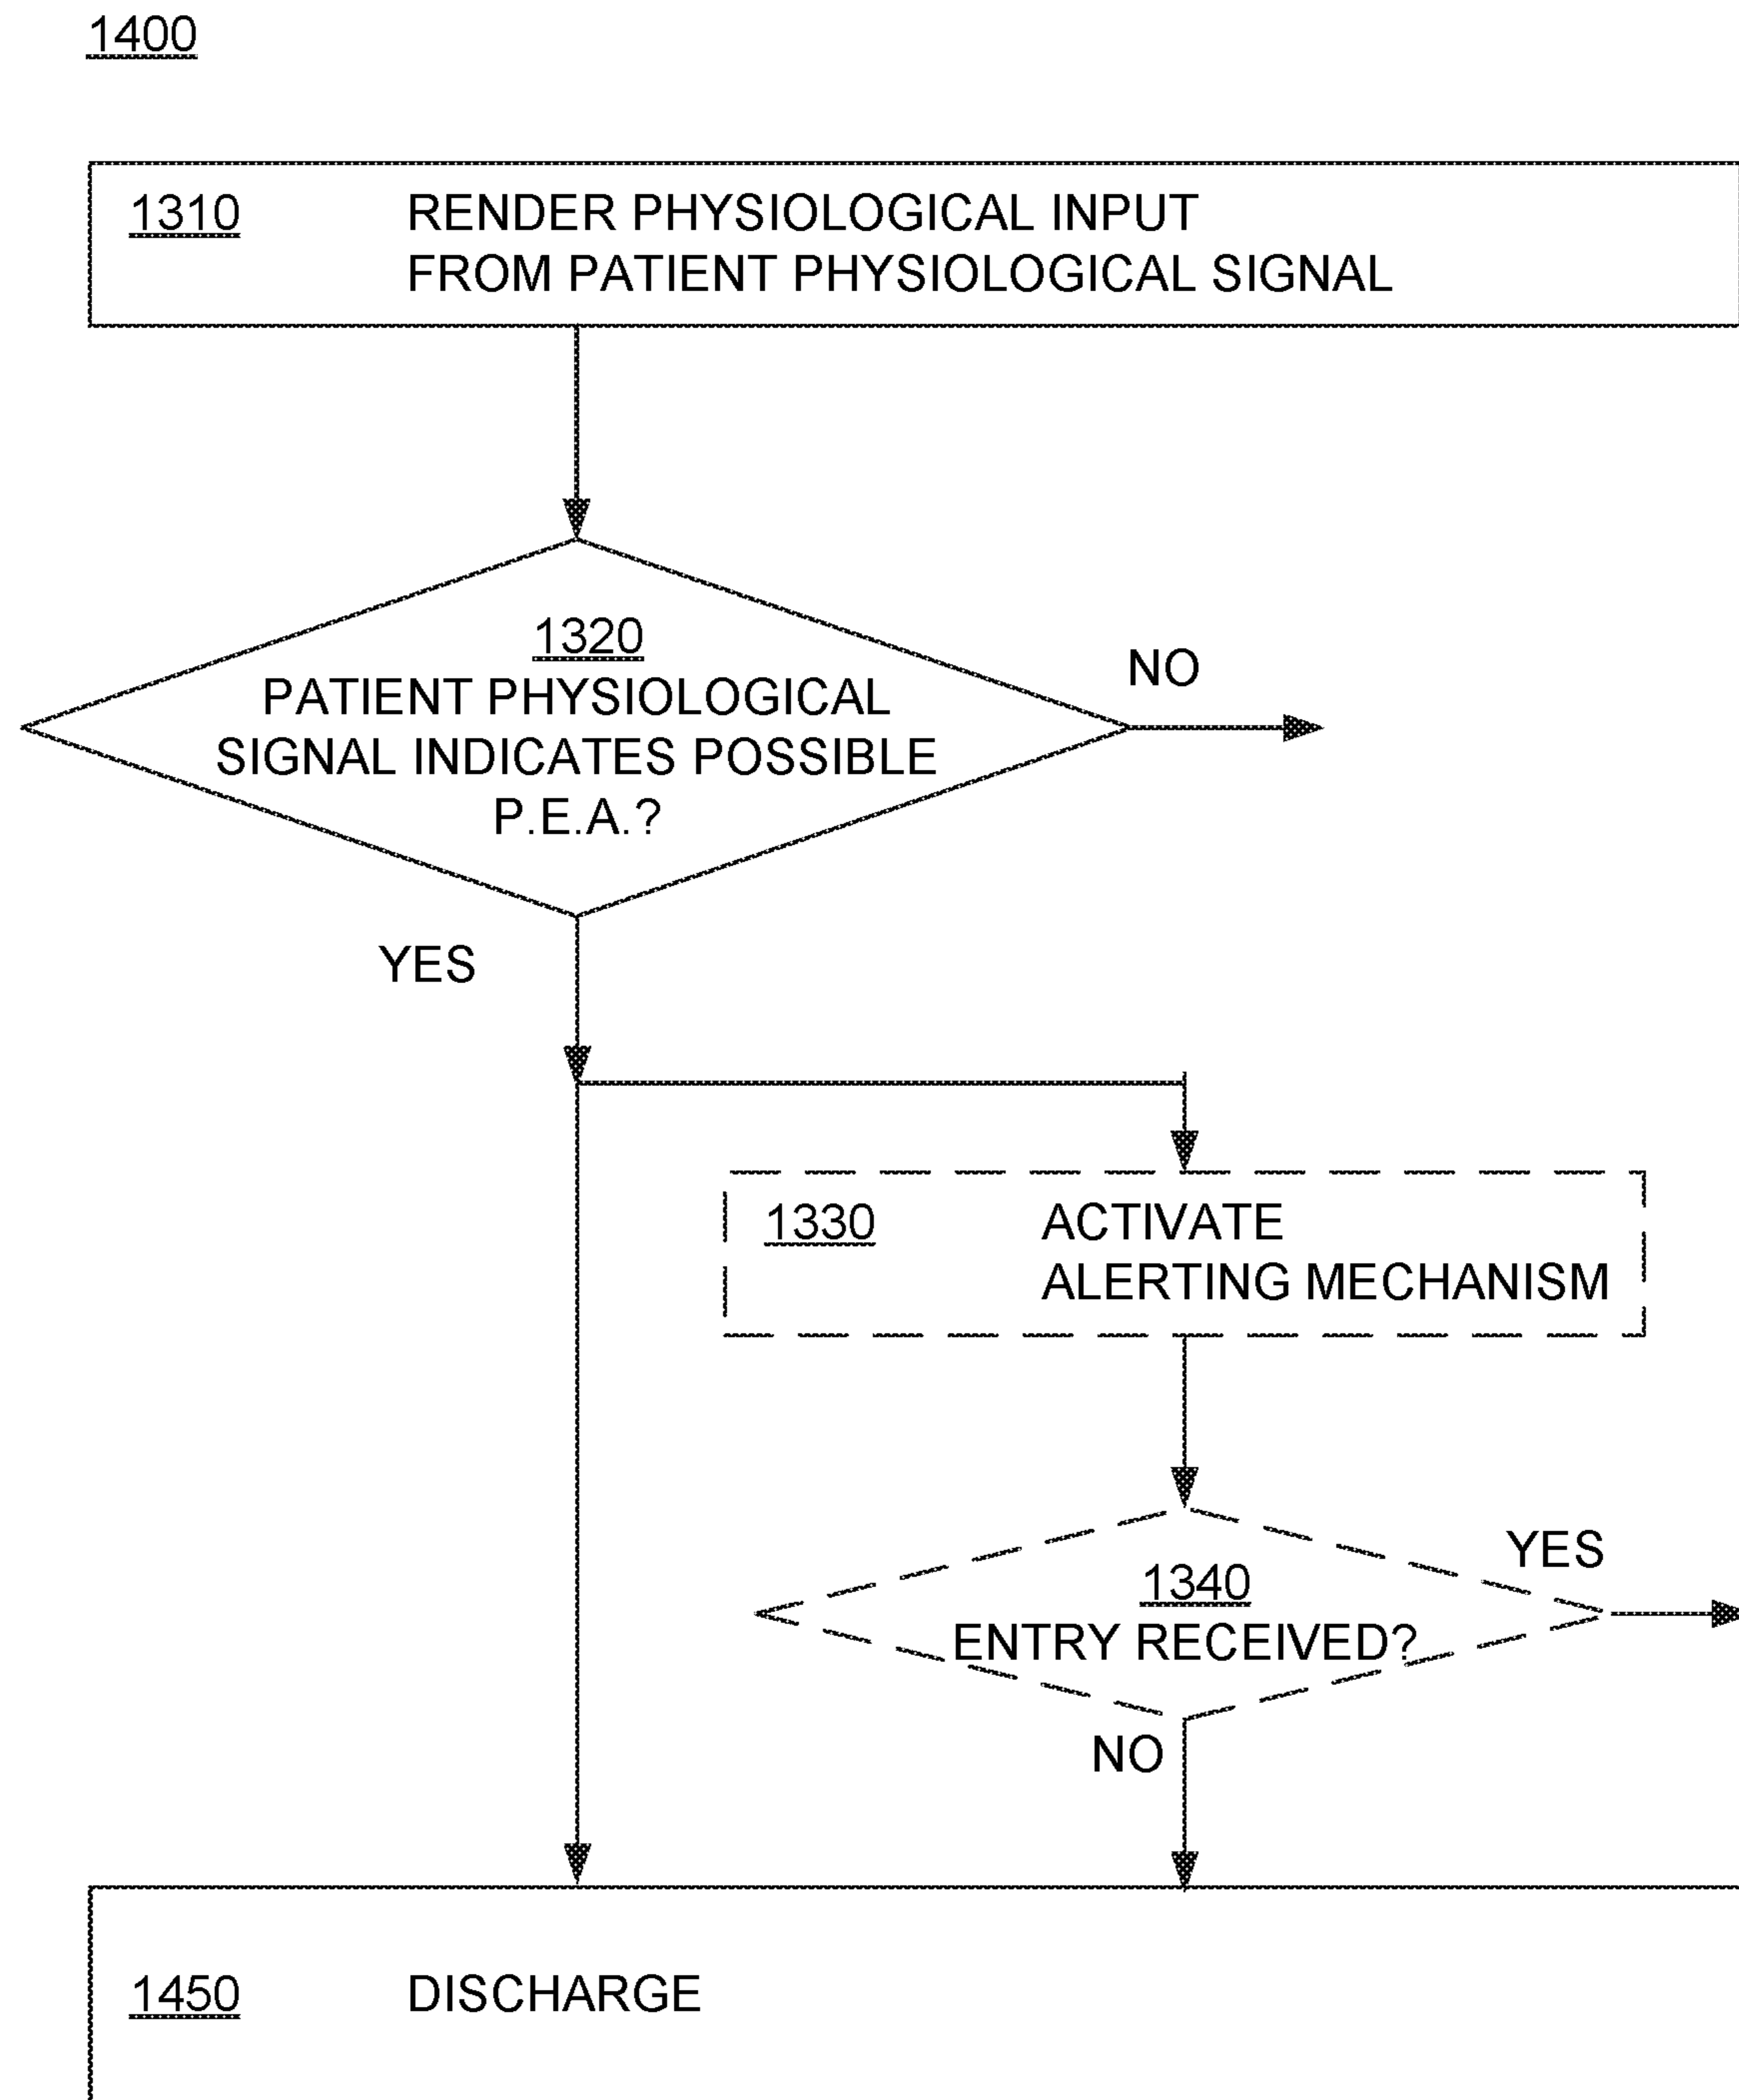 1400
1310 RENDER PHYSIOLOGICAL INPUT
FROM PATIENT PHYSIOLOGICAL SIGNAL
1320
PATIENT PHYSIOLOGICAL
SIGNAL INDICATES POSSIBLE
P.E.A.?
NO
YES
1330 ACTIVATE
ALERTING MECHANISM
1340
ENTRY RECEIVED?
YES
NO
1450 DISCHARGE